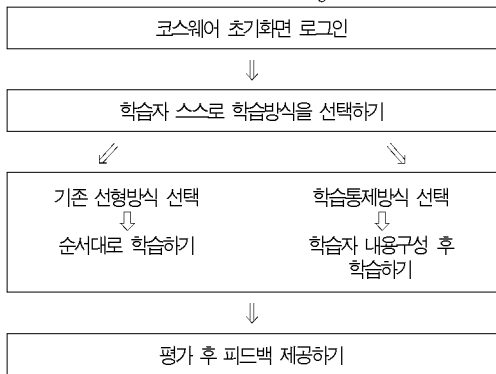 코스웨어 초기화면 로그인
학습자 스스로 학습방식을 선택하기
기존 선형방식 선택
순서대로 학습하기
학습통제방식 선택
학습자 내용구성 후
학습하기
평가 후 피드백 제공하기